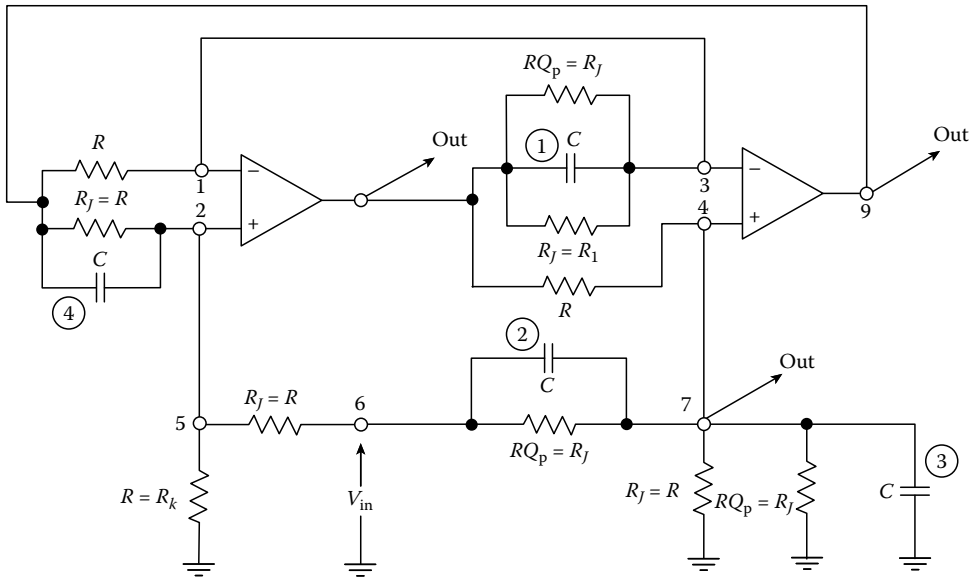 RQp = RJ
R
1
C
Out
Out
1
−
3
−
RJ = R
2
4
9
+
+
C
RJ = R1
4
R
2
C
Out
RJ = R
6
7
5
RQp = RJ
3
R = Rk
Vin
RJ = R
RQp = RJ
C